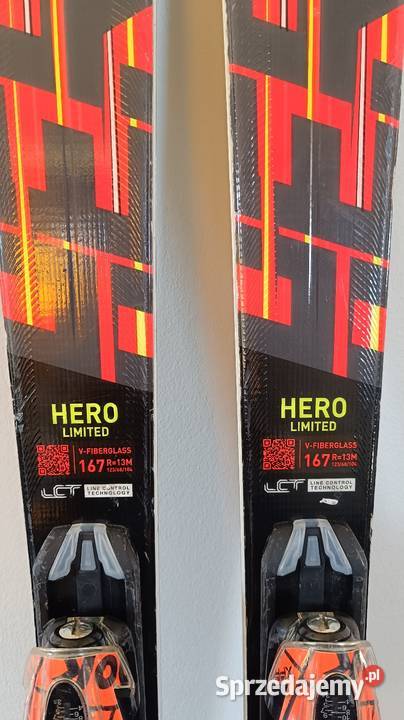 HERO
LIMITED
V-FIBERGLASS
167 R=13M
123/68/104
LCT LINE CONTROL
TECHNOLOGY
HERO
LIMITED
V-FIBERGLASS
167 R=13M
123/68/104
LCT LINE CONTROL
TECHNOLOGY
Sprzedajemy.pl